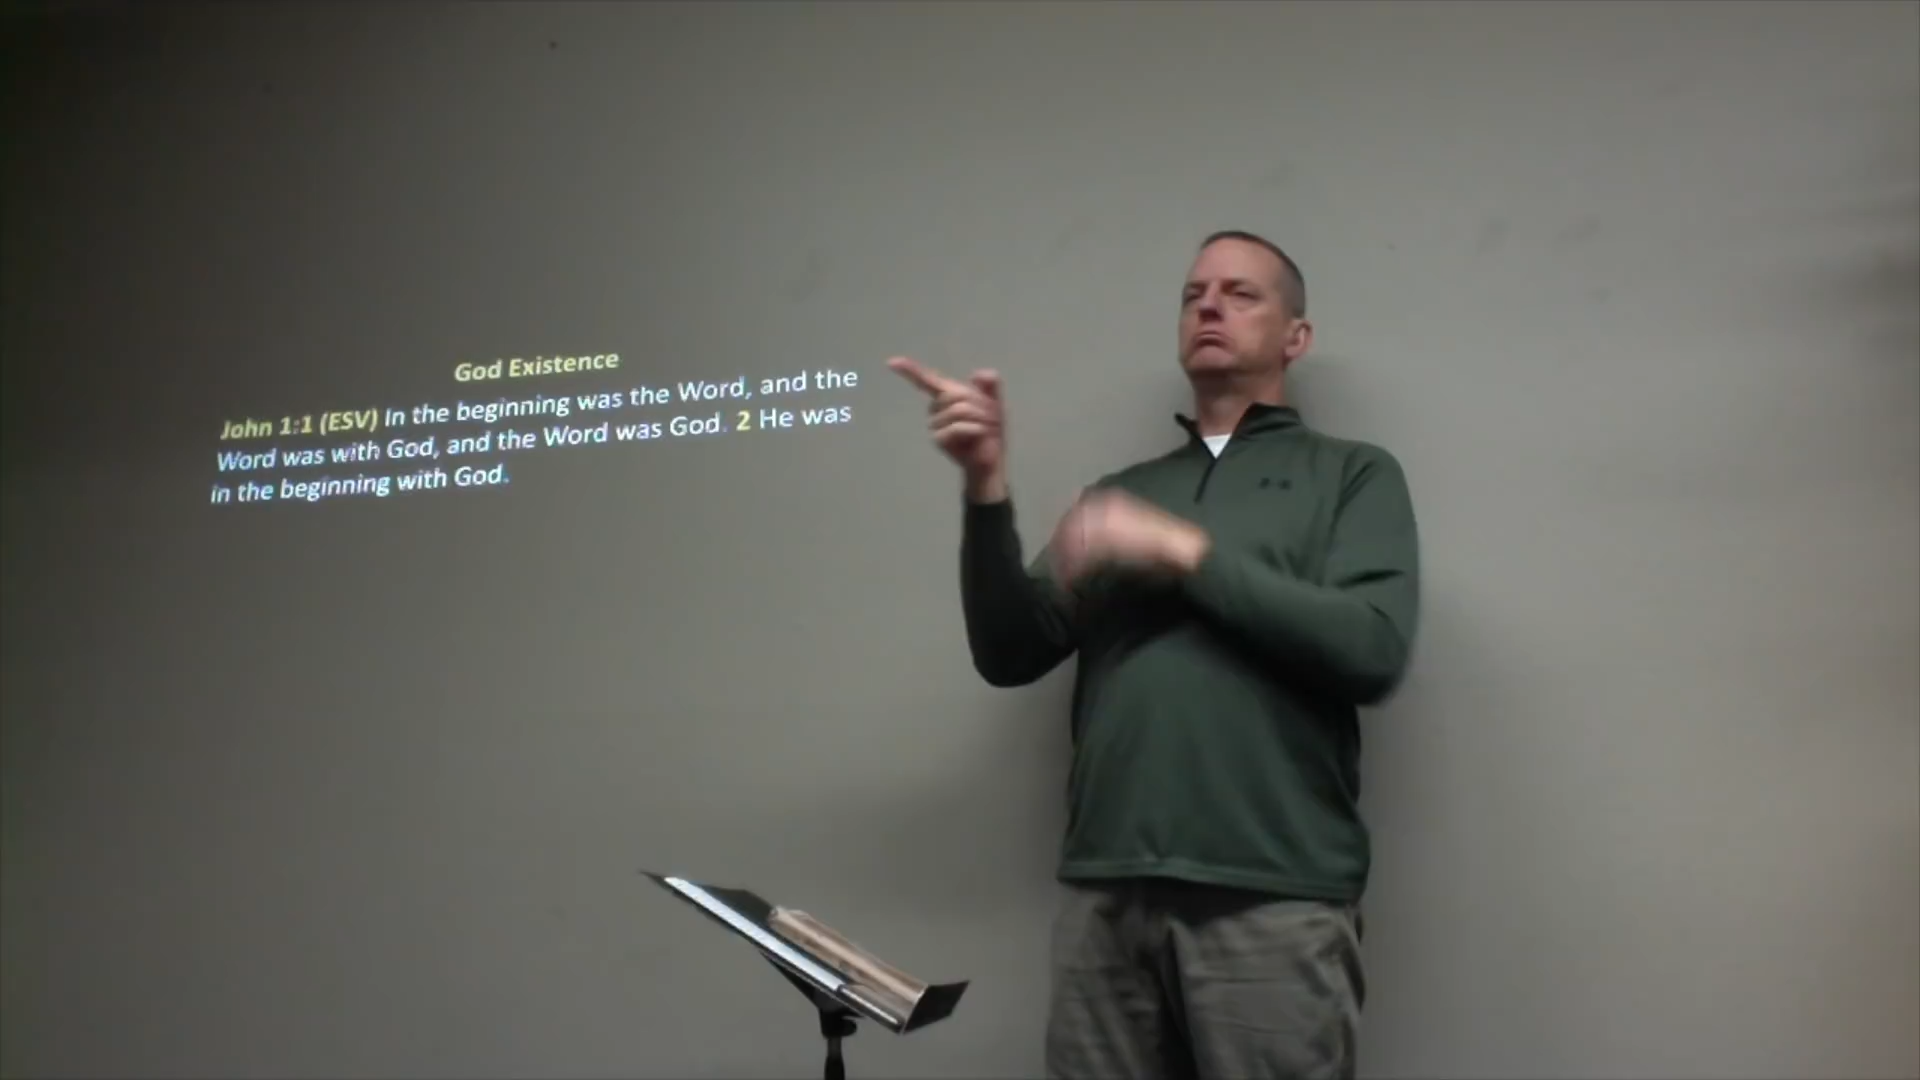 God Existence
John 1:1 (ESV) In the beginning was the Word, and the
Word was with God, and the Word was God. 2 He was
in the beginning with God.